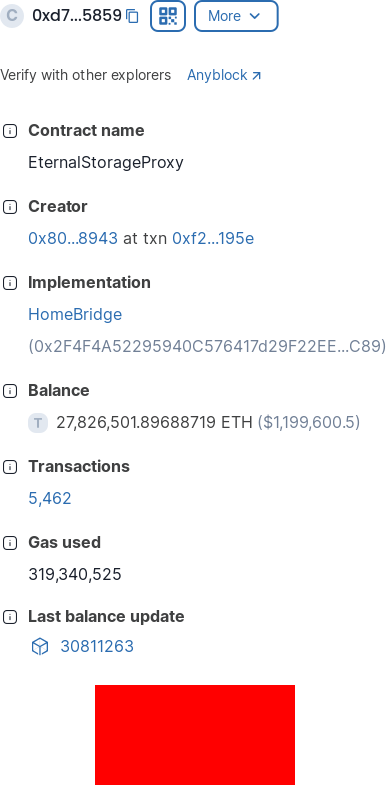 C 0xd7...5859 More
Verify with other explorers Anyblock
Contract name
EternalStorageProxy
Creator
0x80...8943 at txn 0xf2...195e
Implementation
HomeBridge
(0x2F4F4A52295940C576417d29F22EE...C89)
Balance
T 27,826,501.89688719 ETH ($1,199,600.5)
Transactions
5,462
Gas used
319,340,525
Last balance update
30811263